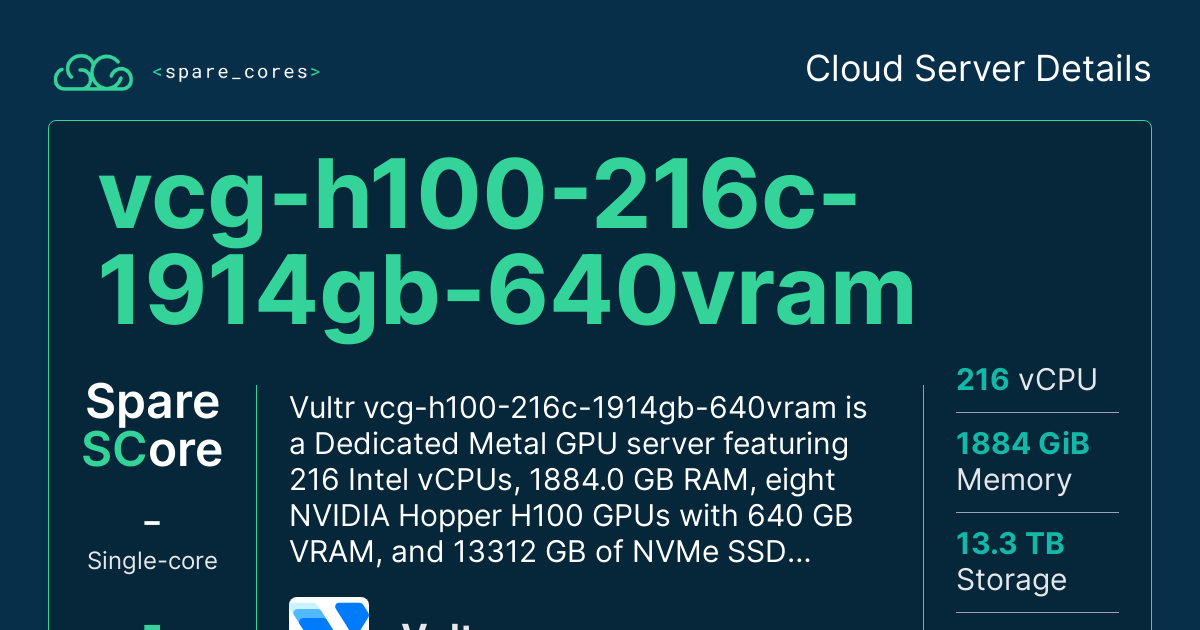 <spare_cores>
Cloud Server Details
vcg-h100-216c-
1914gb-640vram
Spare
SCore
-
Single-core
Vultr vcg-h100-216c-1914gb-640vram is
a Dedicated Metal GPU server featuring
216 Intel vCPUs, 1884.0 GB RAM, eight
NVIDIA Hopper H100 GPUs with 640 GB
VRAM, and 13312 GB of NVMe SSD...
216 vCPU
1884 GiB
Memory
13.3 TB
Storage